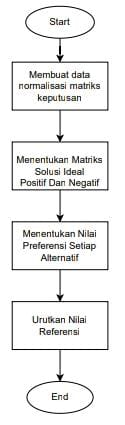 Start
Membuat data
normalisasi matriks
keputusan
Menentukan Matriks
Solusi Ideal
Positif Dan Negatif
Menentukan Nilai
Preferensi Setiap
Alternatif
Urutkan Nilai
Referensi
End